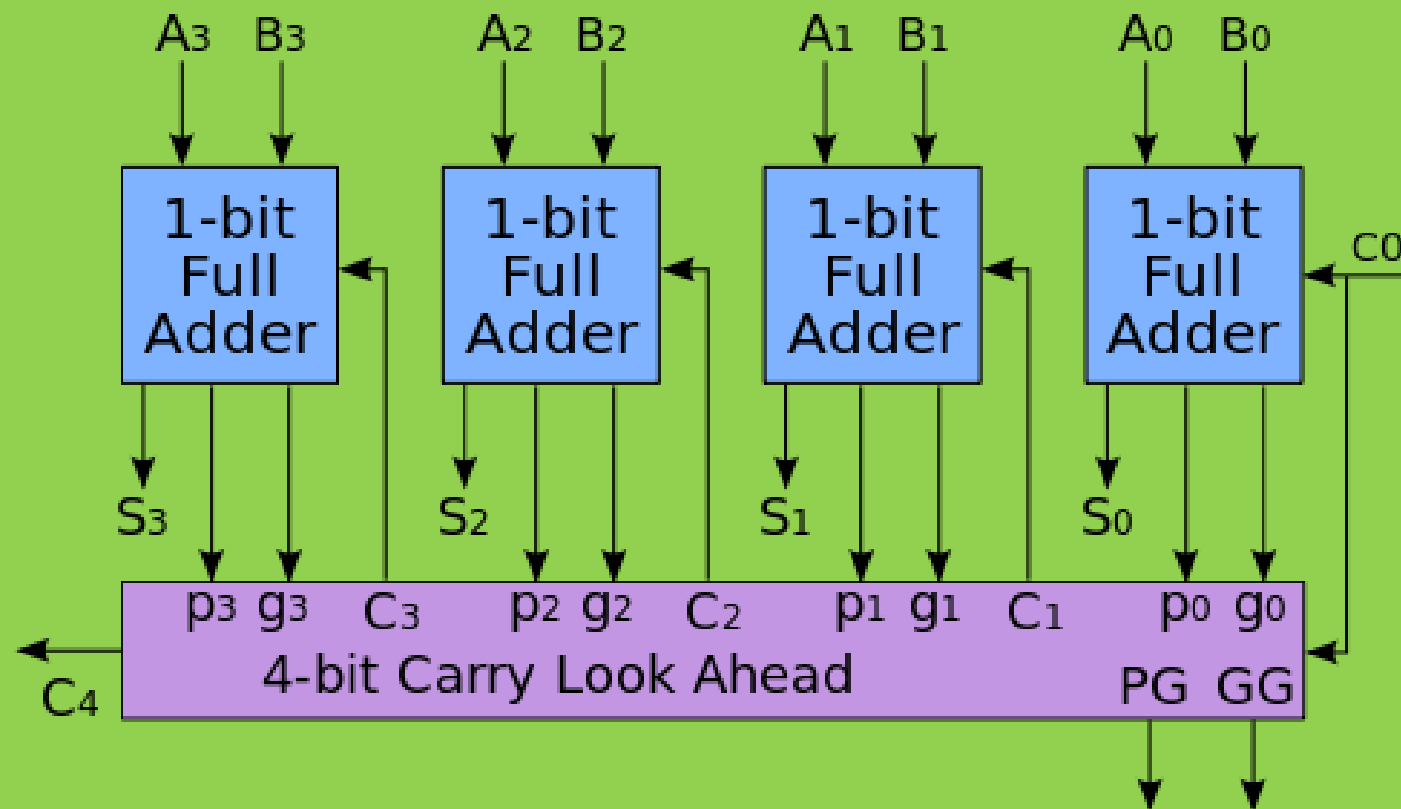 A3 B3 A2 B2 A1 B1 A0 B0
C0
1-bit Full Adder
1-bit Full Adder
1-bit Full Adder
1-bit Full Adder
S3 S2 S1 S0
p3 g3 C3 p2 g2 C2 p1 g1 C1 p0 g0
4-bit Carry Look Ahead PG GG
C4